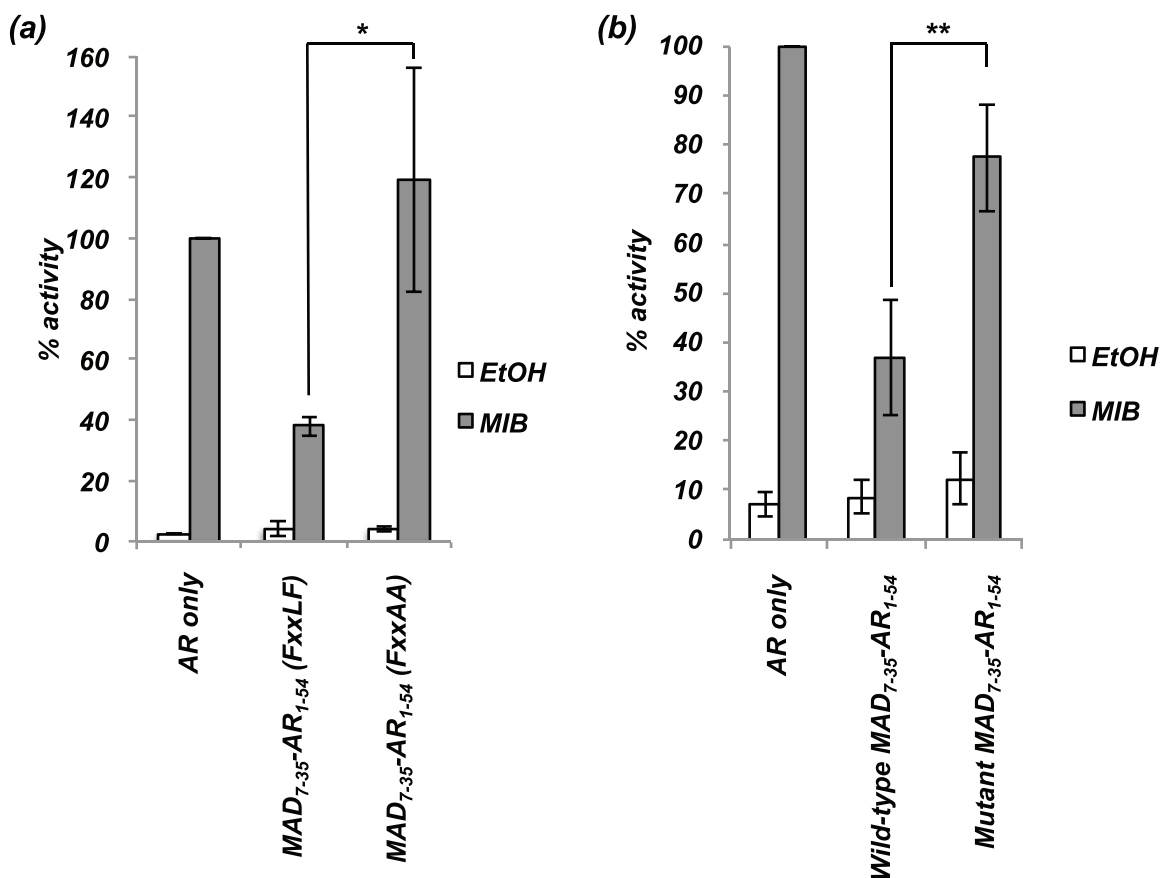 (a)
*
160
140
120
100
80
60
40
20
0
% activity
EtOH
MIB
AR only
MAD7-35-AR1-54 (FxxLF)
MAD7-35-AR1-54 (FxxAA)
(b)
**
100
90
80
70
60
50
40
30
20
10
0
% activity
EtOH
MIB
AR only
Wild-type MAD7-35-AR1-54
Mutant MAD7-35-AR1-54